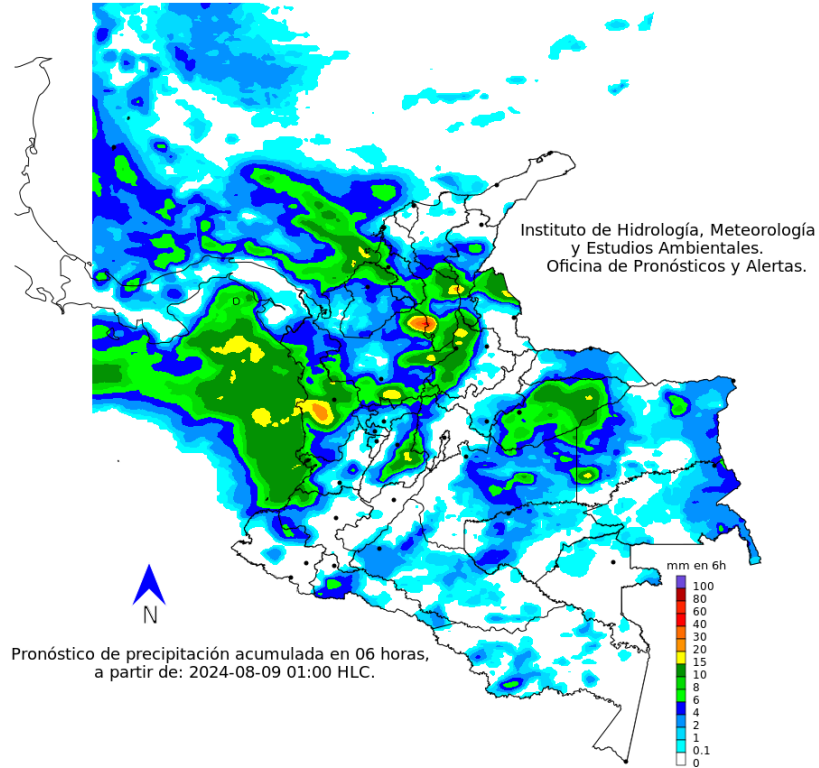 Instituto de Hidrología, Meteorología
y Estudios Ambientales.
Oficina de Pronósticos y Alertas.
mm en 6h
100
80
60
40
30
20
15
10
8
6
4
2
1
0.1
0
N
Pronóstico de precipitación acumulada en 06 horas,
a partir de: 2024-08-09 01:00 HLC.